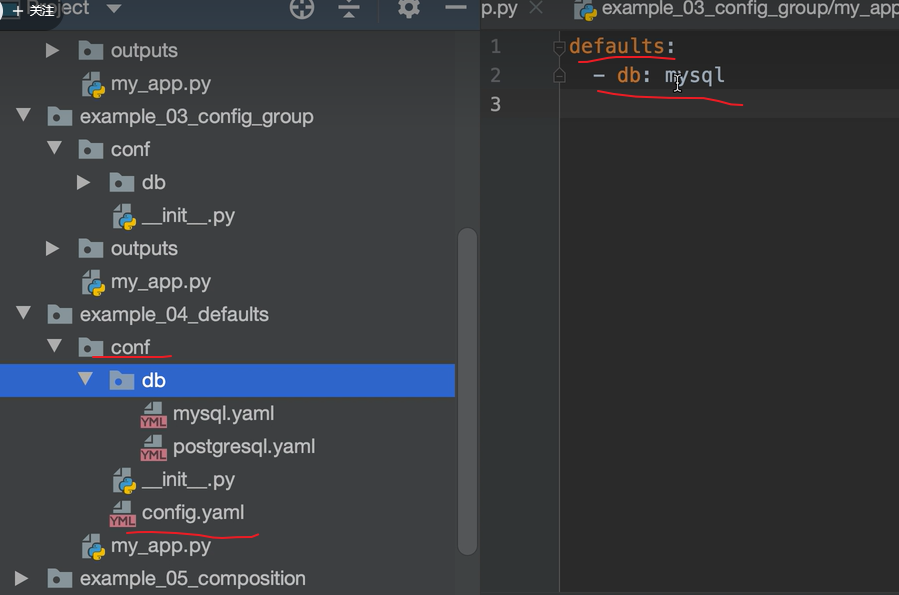 + 关注
ject
p.py
example_03_config_group/my_app
outputs
my_app.py
example_03_config_group
conf
db
__init__.py
outputs
my_app.py
example_04_defaults
conf
db
YML mysql.yaml
YML postgresql.yaml
__init__.py
YML config.yaml
my_app.py
example_05_composition
1 defaults:
2 - db: mysql
3